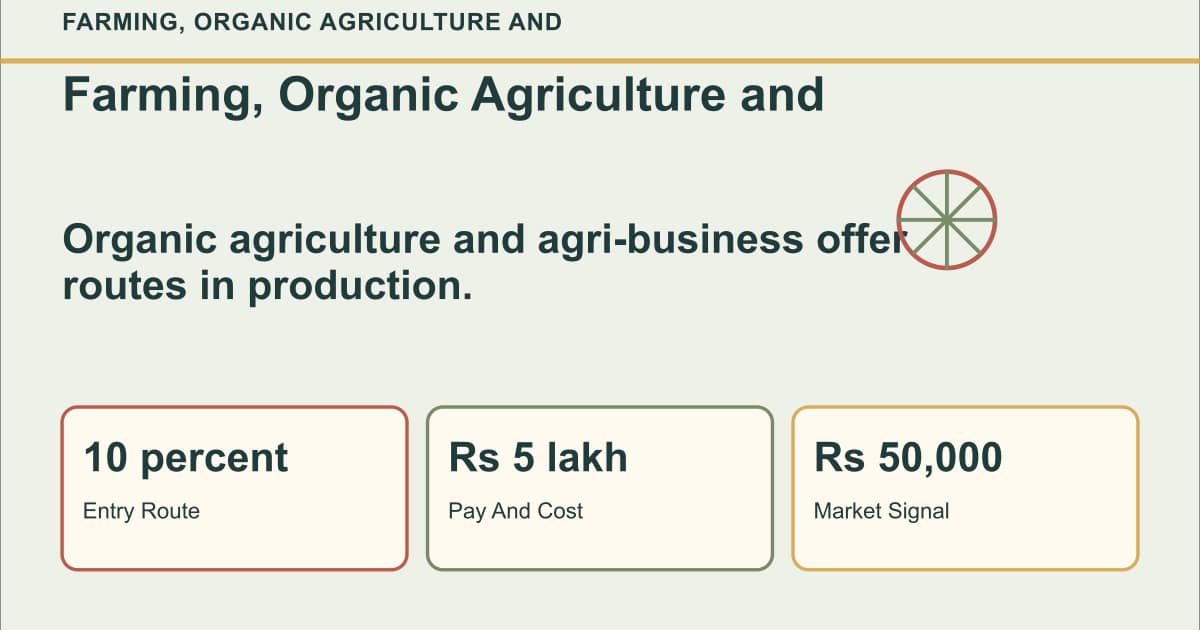 FARMING, ORGANIC AGRICULTURE AND
Farming, Organic Agriculture and
Organic agriculture and agri-business offer
routes in production.
10 percent
Entry Route
Rs 5 lakh
Pay And Cost
Rs 50,000
Market Signal